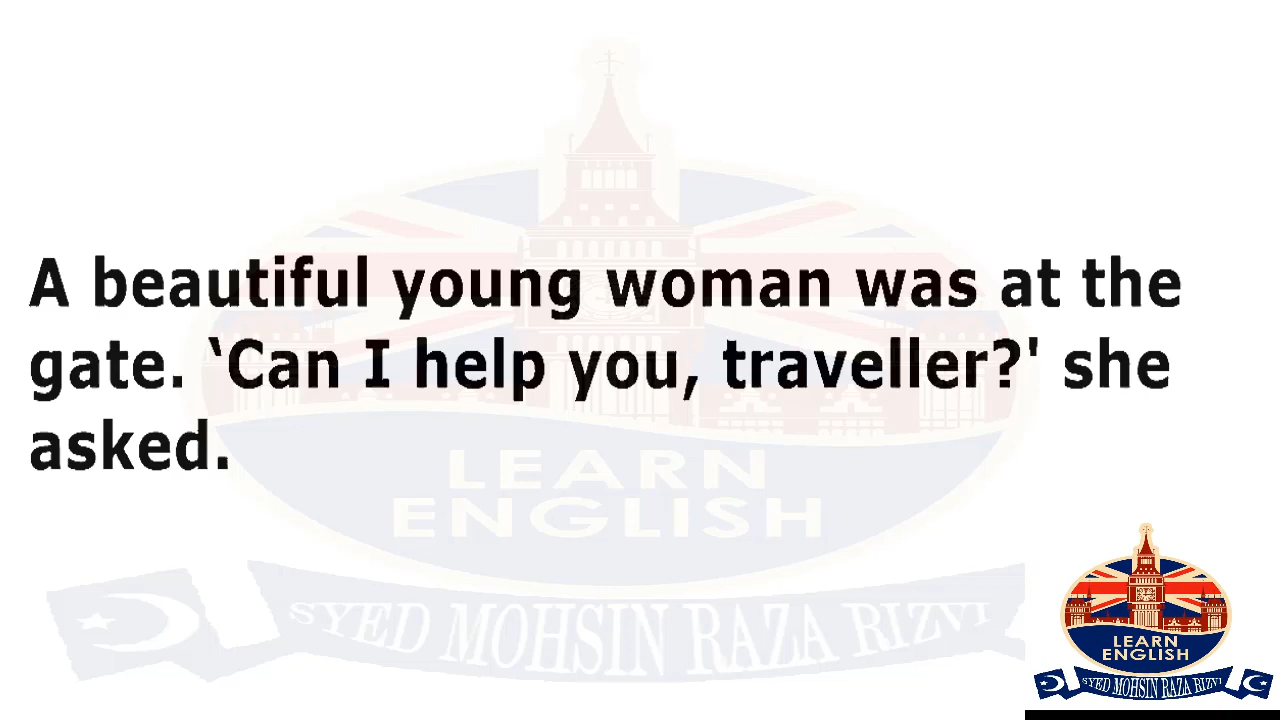 A beautiful young woman was at the
gate. ‘Can I help you, traveller?' she
asked.
LEARN
ENGLISH
SYED MOHSIN RAZA RIZVI
LEARN
ENGLISH
SYED MOHSIN RAZA RIZVI